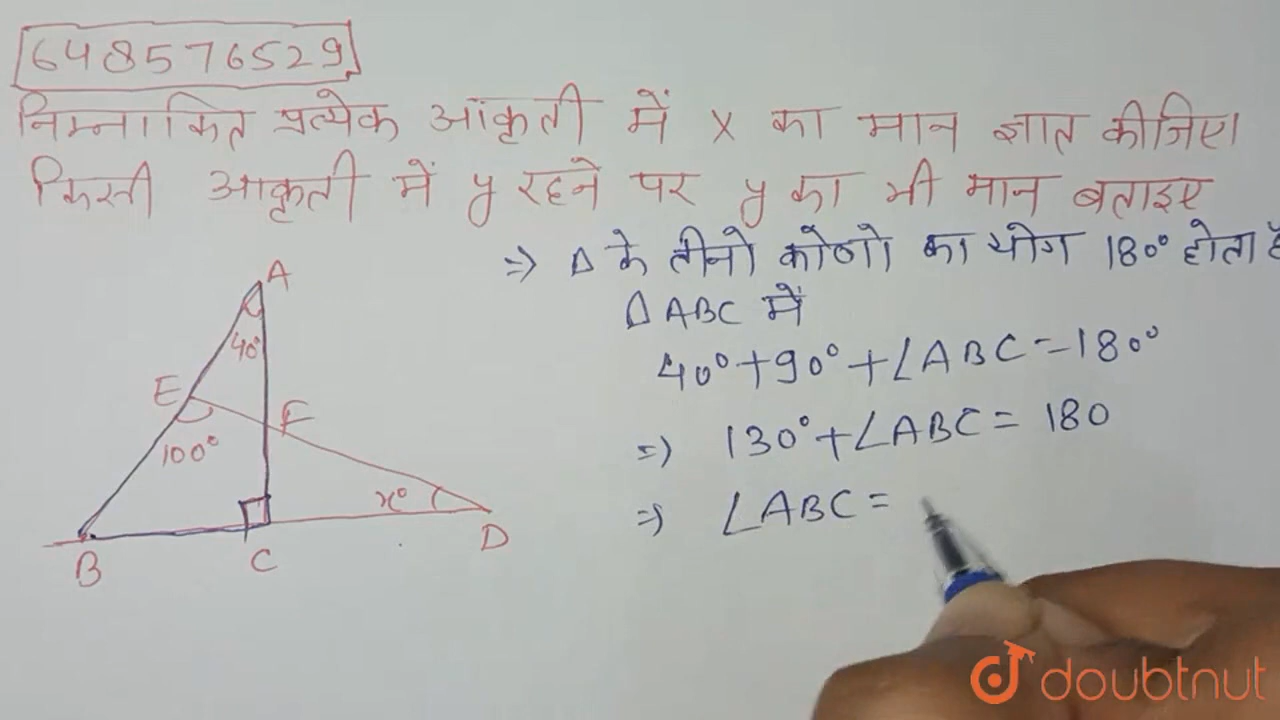 648576529
निम्नांकित प्रत्येक आकृती में x का मान ज्ञात कीजिए।
किसी आकृती में y रहने पर y का भी मान बताइए
⇒ Δ के तीनो कोणो का योग 180° होता है
Δ ABC में
40°+90°+∠ABC=180°
⇒ 130°+∠ABC=180
⇒ ∠ABC=
A
40°
E
F
100°
x°
B
C
D
doubtnut